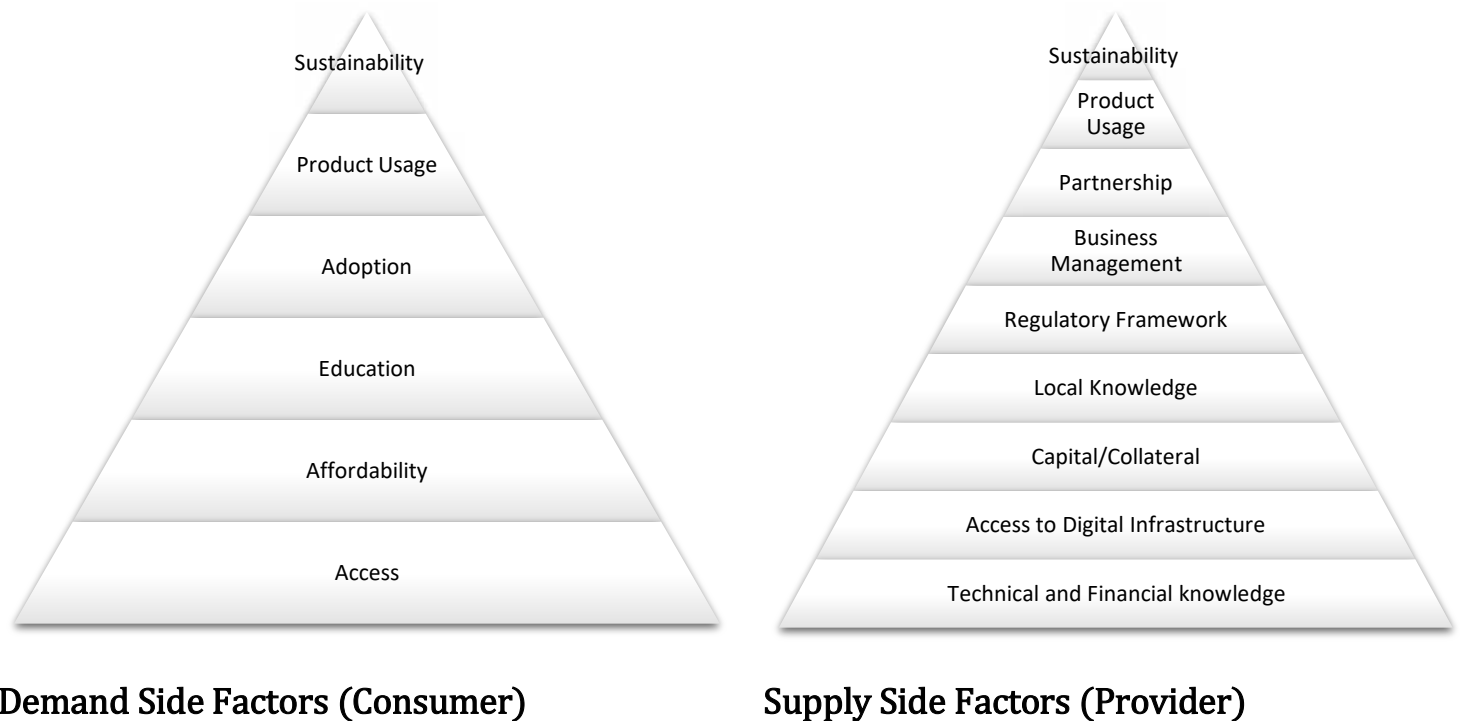 Sustainability
Product Usage
Adoption
Education
Affordability
Access
Demand Side Factors (Consumer)
Sustainability
Product
Usage
Partnership
Business
Management
Regulatory Framework
Local Knowledge
Capital/Collateral
Access to Digital Infrastructure
Technical and Financial knowledge
Supply Side Factors (Provider)